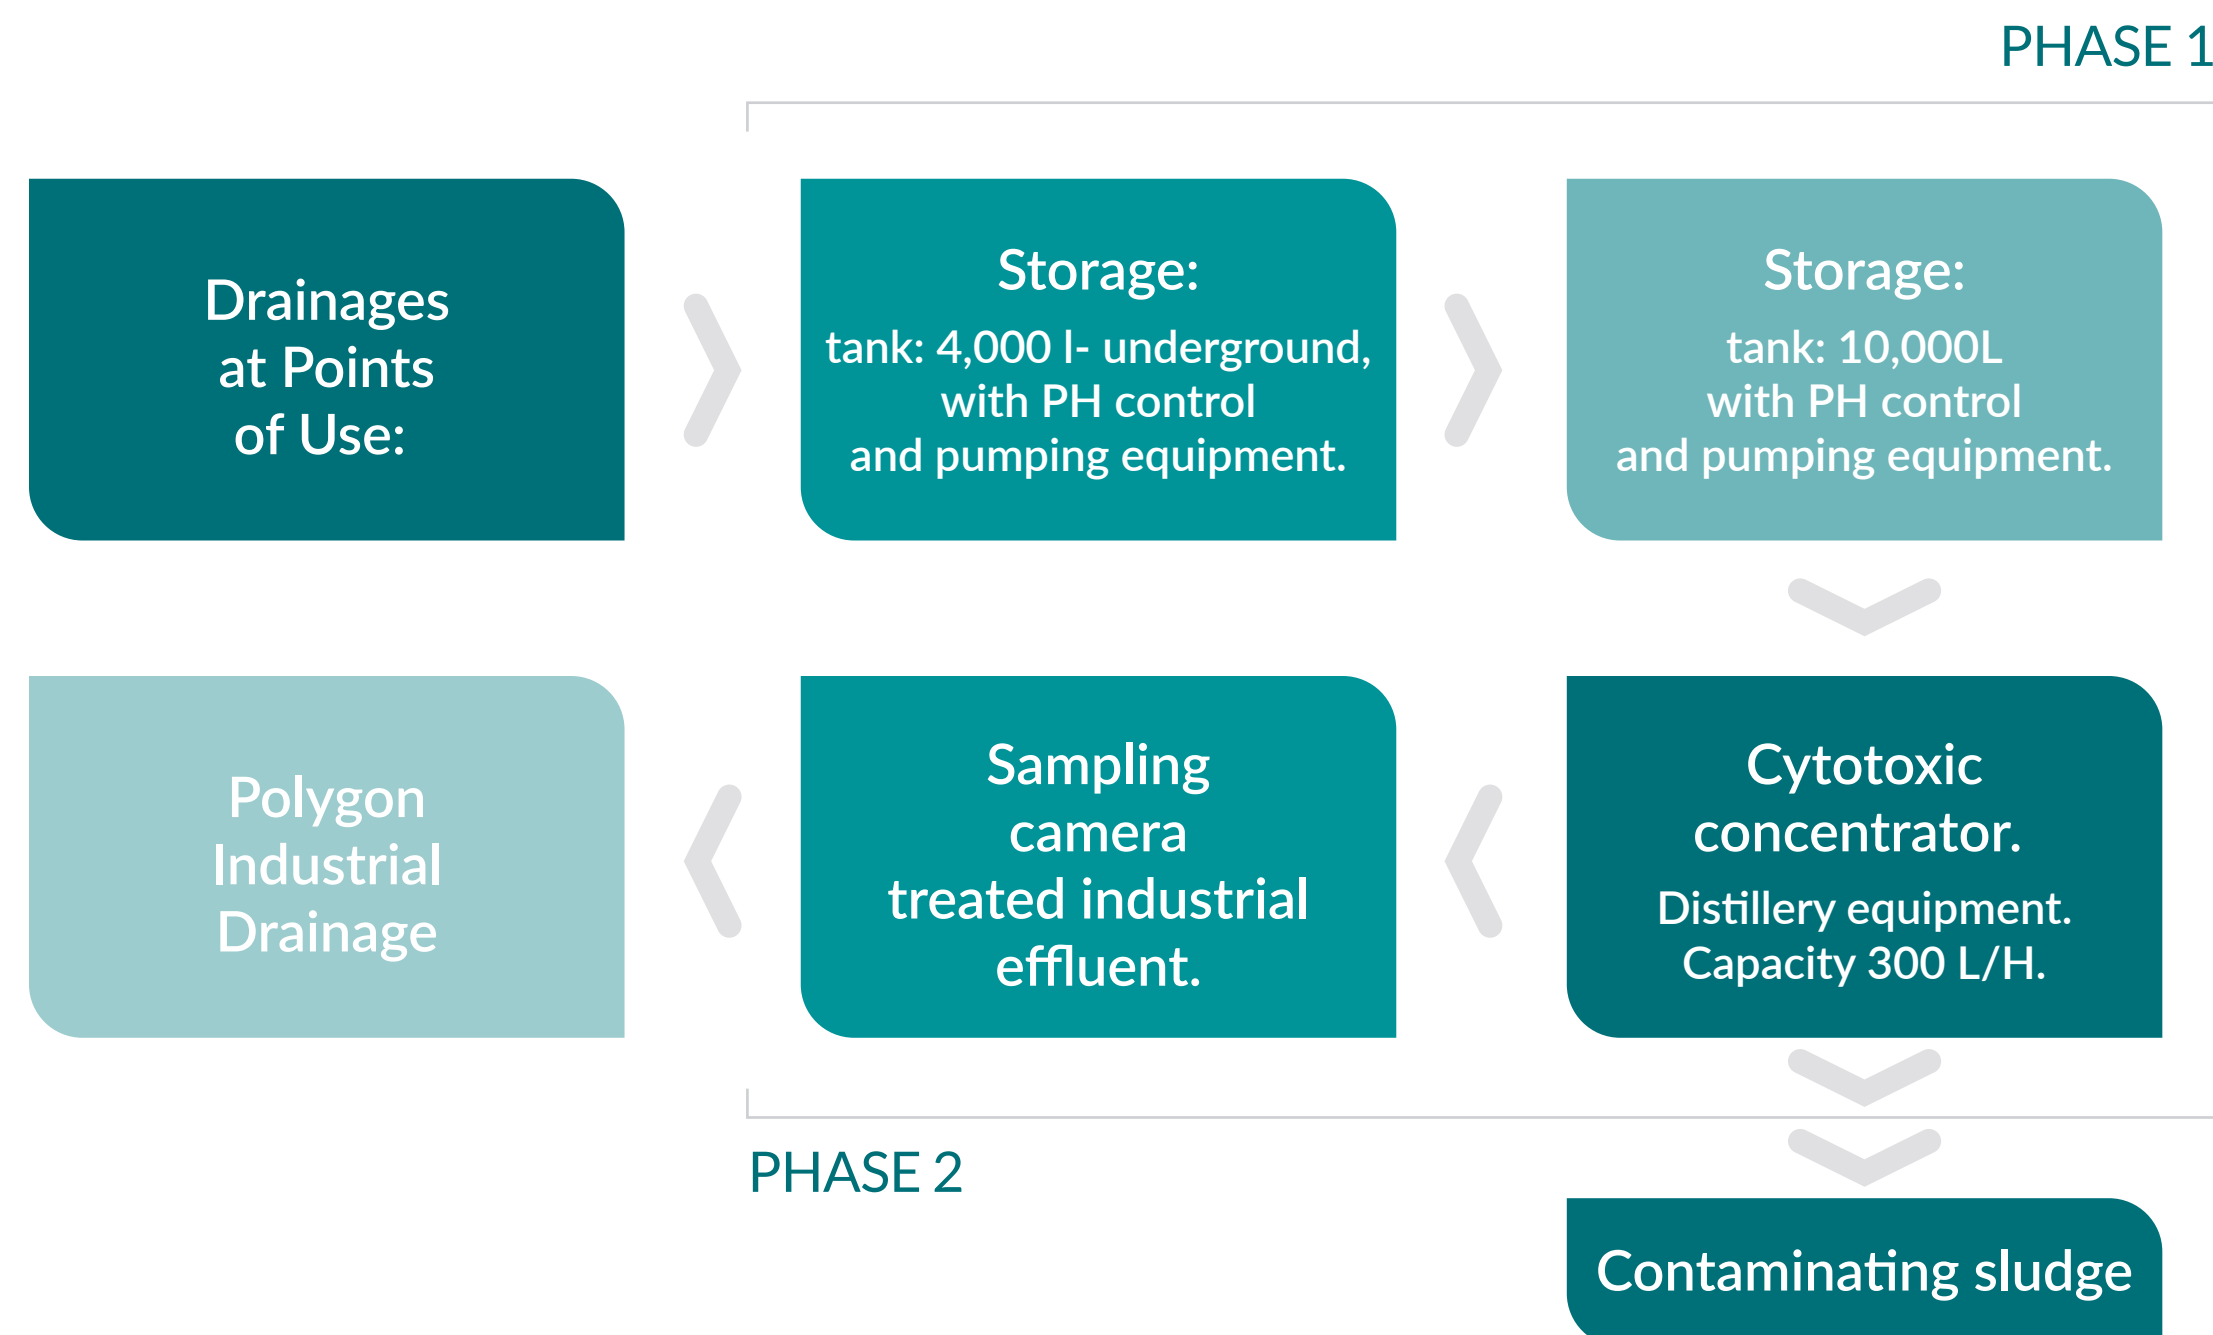 PHASE 1
Drainages
at Points
of Use:
Storage:
tank: 4,000 l- underground,
with PH control
and pumping equipment.
Storage:
tank: 10,000L
with PH control
and pumping equipment.
Polygon
Industrial
Drainage
Sampling
camera
treated industrial
effluent.
Cytotoxic
concentrator.
Distillery equipment.
Capacity 300 L/H.
PHASE 2
Contaminating sludge